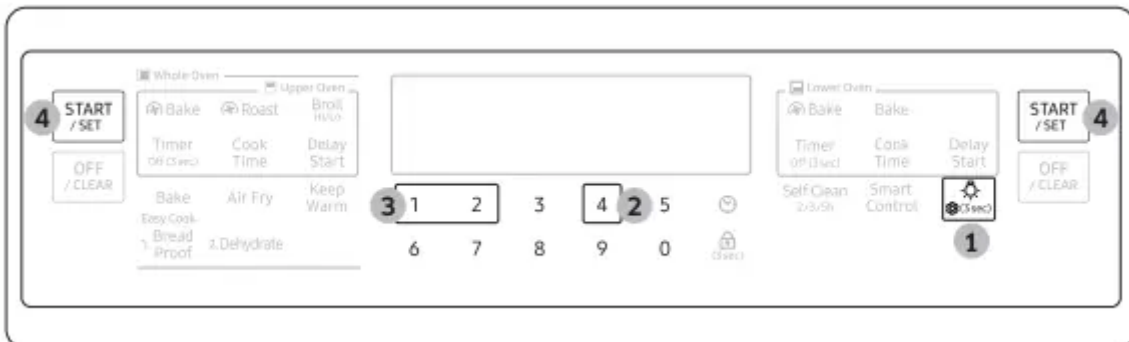 Whole Oven
Upper Oven
Lower Oven
4 START / SET
Bake Roast Broil HI/Lo
Bake Bake
START / SET 4
Timer Off (3 sec) Cook Time Delay Start
Timer Off (3 sec) Cook Time Delay Start
OFF / CLEAR
OFF / CLEAR
Bake Air Fry Keep Warm
3 1 2 3 4 2 5
Self Clean 2/3/5h Smart Control (3 sec)
Easy Cook
1. Bread Proof 2. Dehydrate
6 7 8 9 0 (3sec)
1